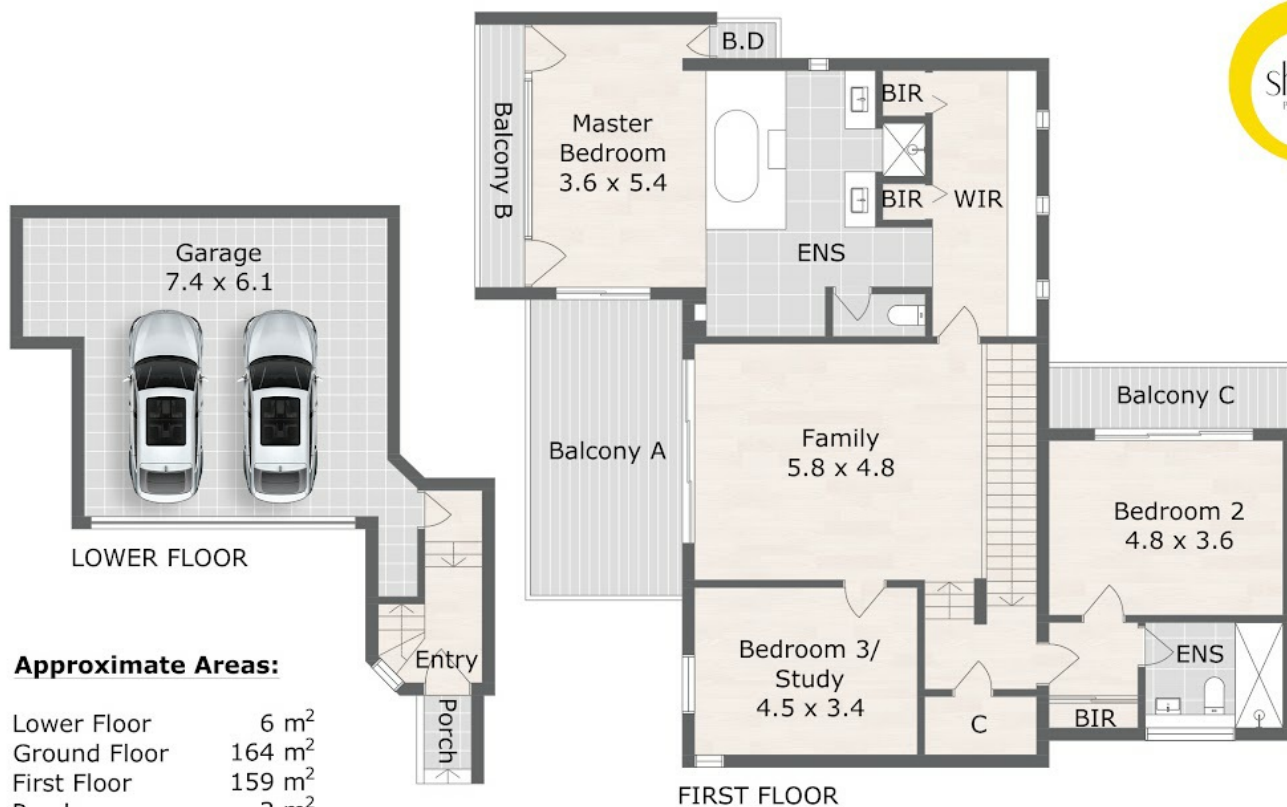 B.D
BIR
Balcony B
Master
Bedroom
3.6 x 5.4
BIR
WIR
ENS
Garage
7.4 x 6.1
Balcony C
Family
5.8 x 4.8
Balcony A
Bedroom 2
4.8 x 3.6
LOWER FLOOR
Bedroom 3/
Study
4.5 x 3.4
ENS
Entry
Porch
C
BIR
FIRST FLOOR
Approximate Areas:
Lower Floor 6 m²
Ground Floor 164 m²
First Floor 159 m²